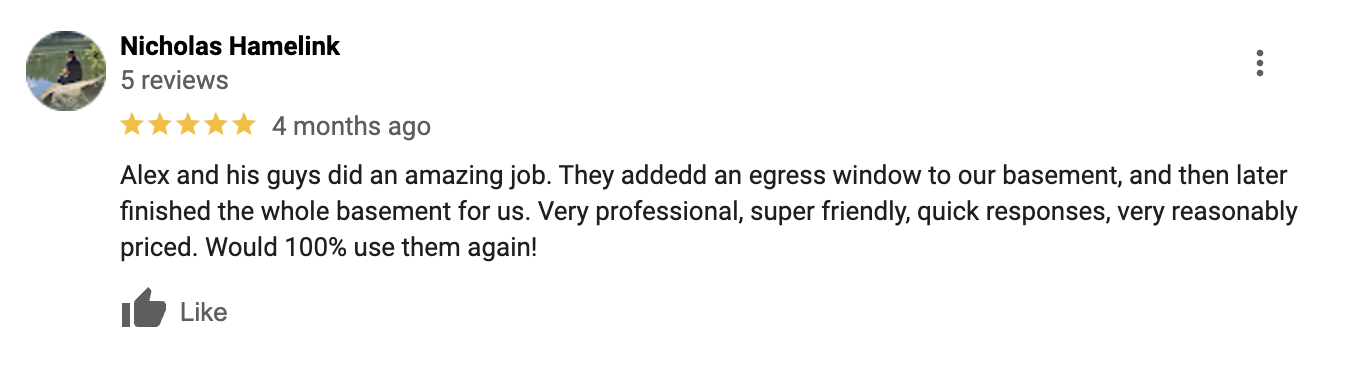 Nicholas Hamelink
5 reviews
4 months ago
Alex and his guys did an amazing job. They addedd an egress window to our basement, and then later
finished the whole basement for us. Very professional, super friendly, quick responses, very reasonably
priced. Would 100% use them again!
Like